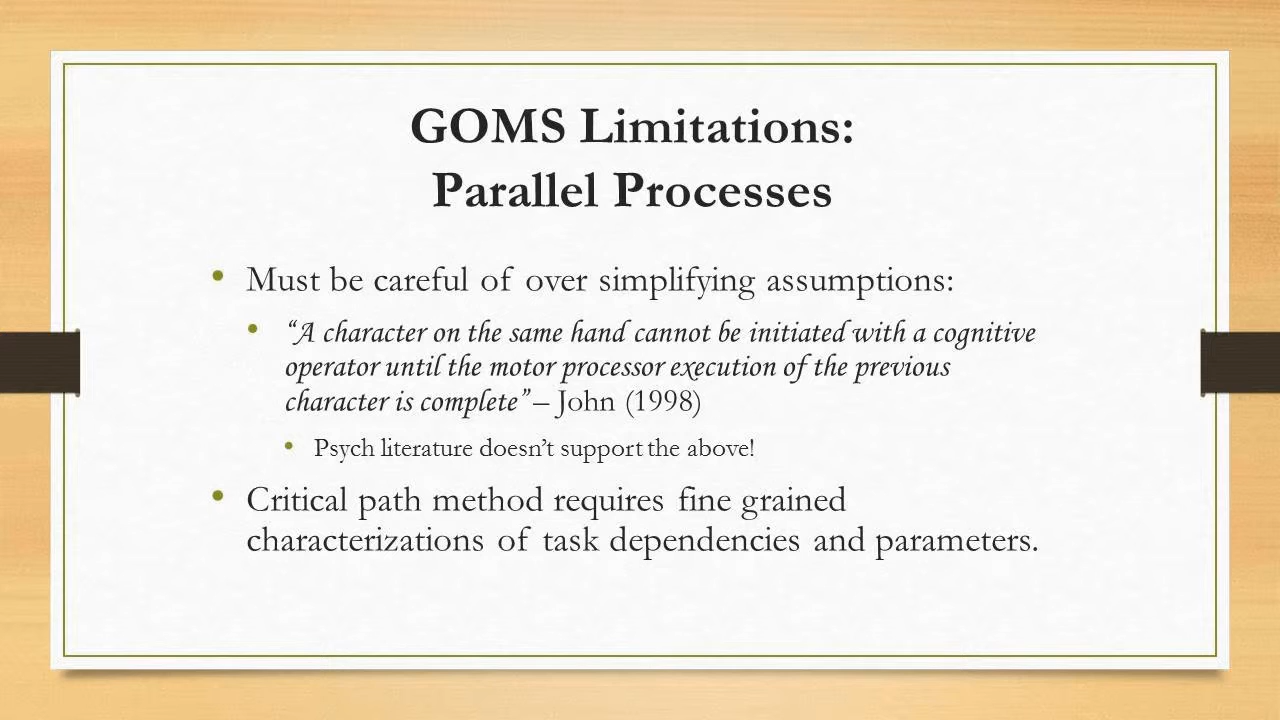 GOMS Limitations:
Parallel Processes
• Must be careful of over simplifying assumptions:
• “A character on the same hand cannot be initiated with a cognitive
operator until the motor processor execution of the previous
character is complete” – John (1998)
• Psych literature doesn’t support the above!
• Critical path method requires fine grained
characterizations of task dependencies and parameters.